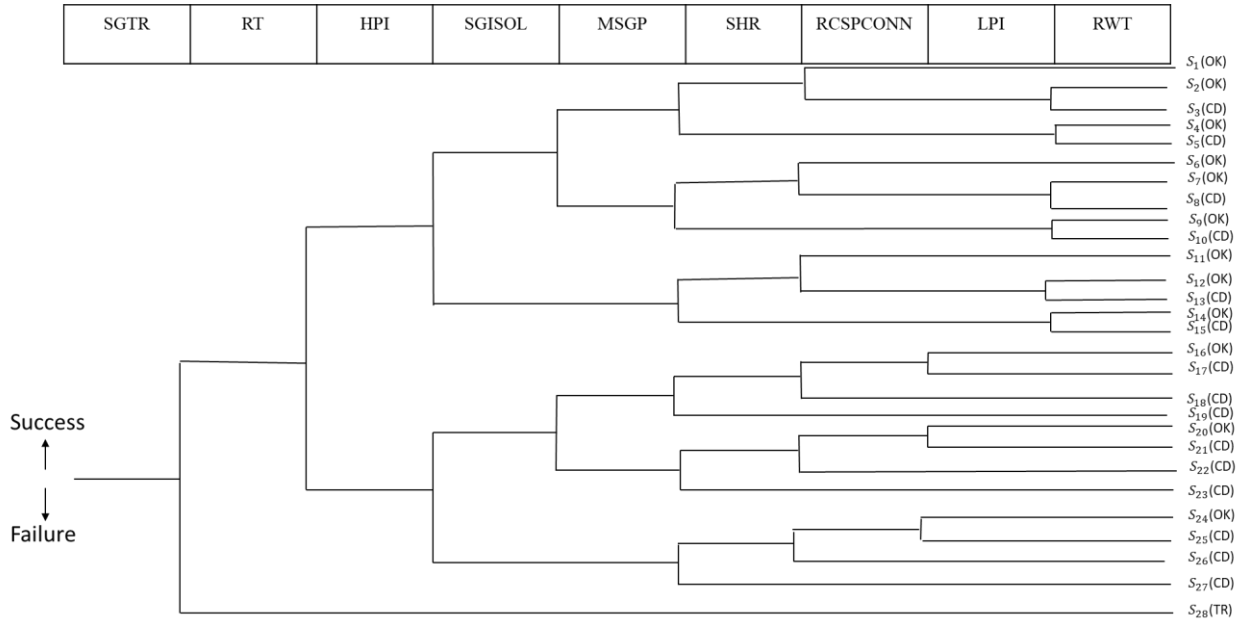 SGTR RT HPI SGISOL MSGP SHR RCSPCONN LPI RWT
S₁(OK)
S₂(OK)
S₃(CD)
S₄(OK)
S₅(CD)
S₆(OK)
S₇(OK)
S₈(CD)
S₉(OK)
S₁₀(CD)
S₁₁(OK)
S₁₂(OK)
S₁₃(CD)
S₁₄(OK)
S₁₅(CD)
S₁₆(OK)
S₁₇(CD)
S₁₈(CD)
S₁₉(CD)
Success
S₂₀(OK)
S₂₁(CD)
S₂₂(CD)
S₂₃(CD)
S₂₄(OK)
Failure
S₂₅(CD)
S₂₆(CD)
S₂₇(CD)
S₂₈(TR)